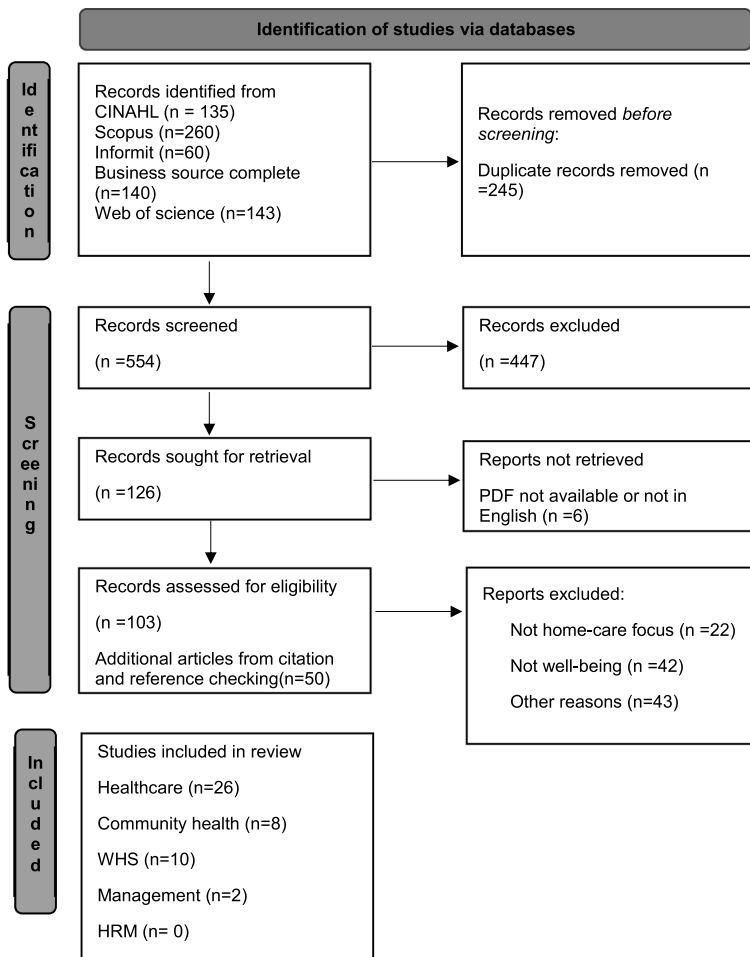 Identification of studies via databases
Id
e
nt
ifi
ca
ti
o
n
Records identified from
CINAHL (n = 135)
Scopus (n=260)
Informit (n=60)
Business source complete
(n=140)
Web of science (n=143)
Records removed before
screening:
Duplicate records removed (n
=245)
S
cr
ee
ni
n
g
Records screened
(n =554)
Records excluded
(n =447)
Records sought for retrieval
(n =126)
Reports not retrieved
PDF not available or not in
English (n =6)
Records assessed for eligibility
(n =103)
Additional articles from citation
and reference checking(n=50)
Reports excluded:
Not home-care focus (n =22)
Not well-being (n =42)
Other reasons (n=43)
In
cl
u
d
e
d
Studies included in review
Healthcare (n=26)
Community health (n=8)
WHS (n=10)
Management (n=2)
HRM (n= 0)